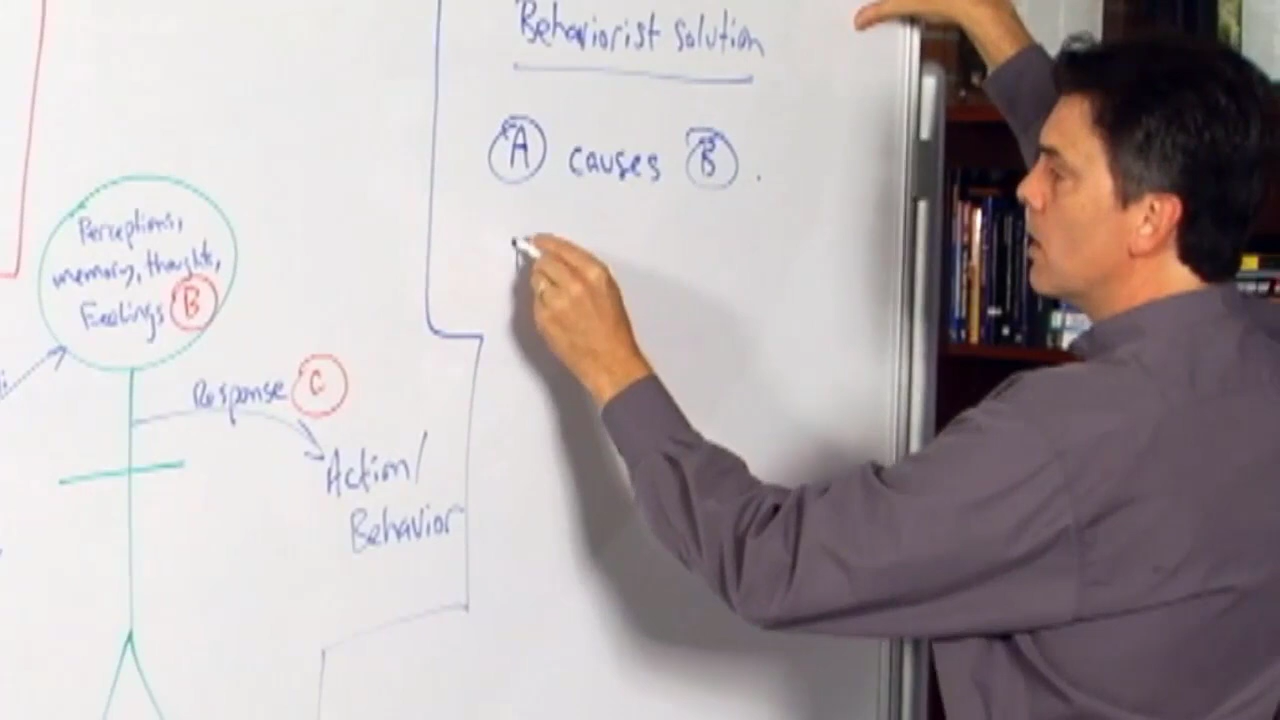 Behaviorist Solution
A causes B.
Perceptions,
memory, thoughts,
Feelings B
Response C
Action/
Behavior